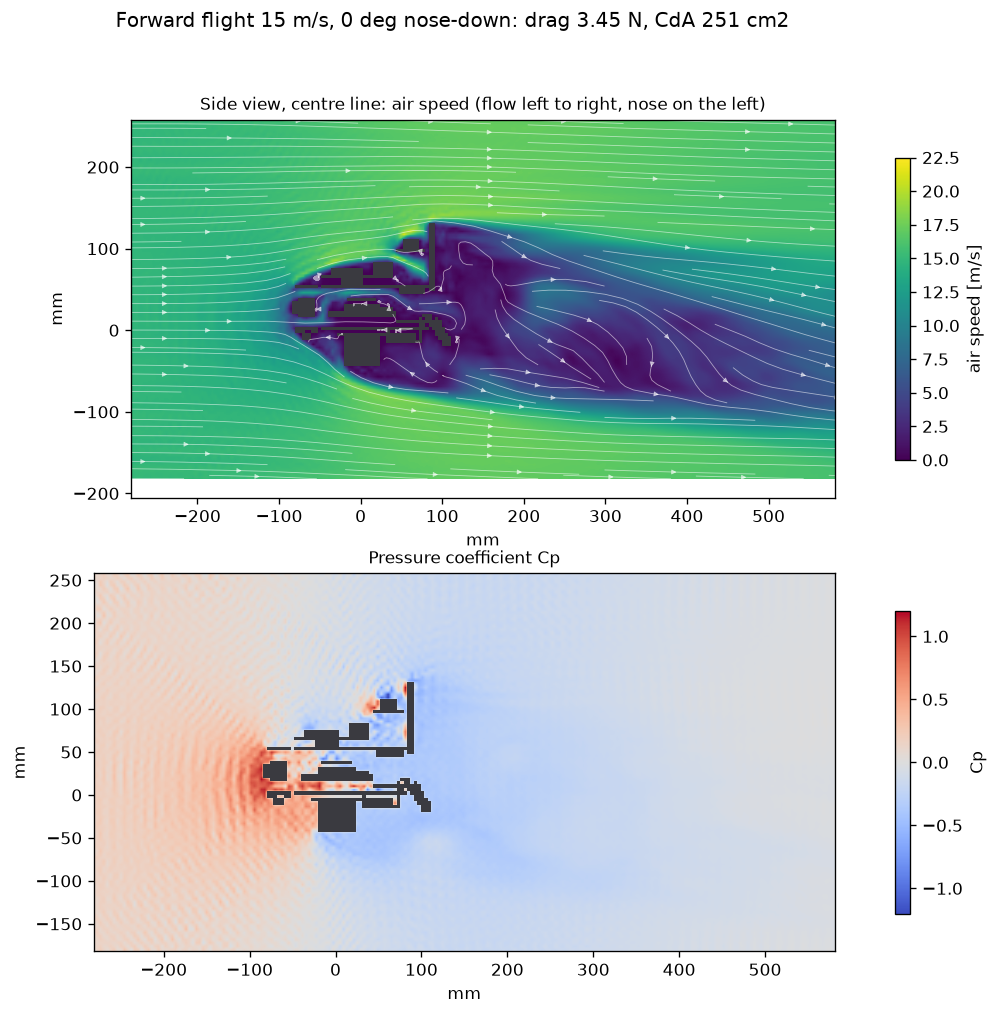 Forward flight 15 m/s, 0 deg nose-down: drag 3.45 N, CdA 251 cm2
Side view, centre line: air speed (flow left to right, nose on the left)
200
100
0
−100
−200
mm
−200 −100 0 100 200 300 400 500
mm
22.5
20.0
17.5
15.0
12.5
10.0
7.5
5.0
2.5
0.0
air speed [m/s]
Pressure coefficient Cp
250
200
150
100
50
0
−50
−100
−150
mm
−200 −100 0 100 200 300 400 500
mm
1.0
0.5
0.0
−0.5
−1.0
Cp